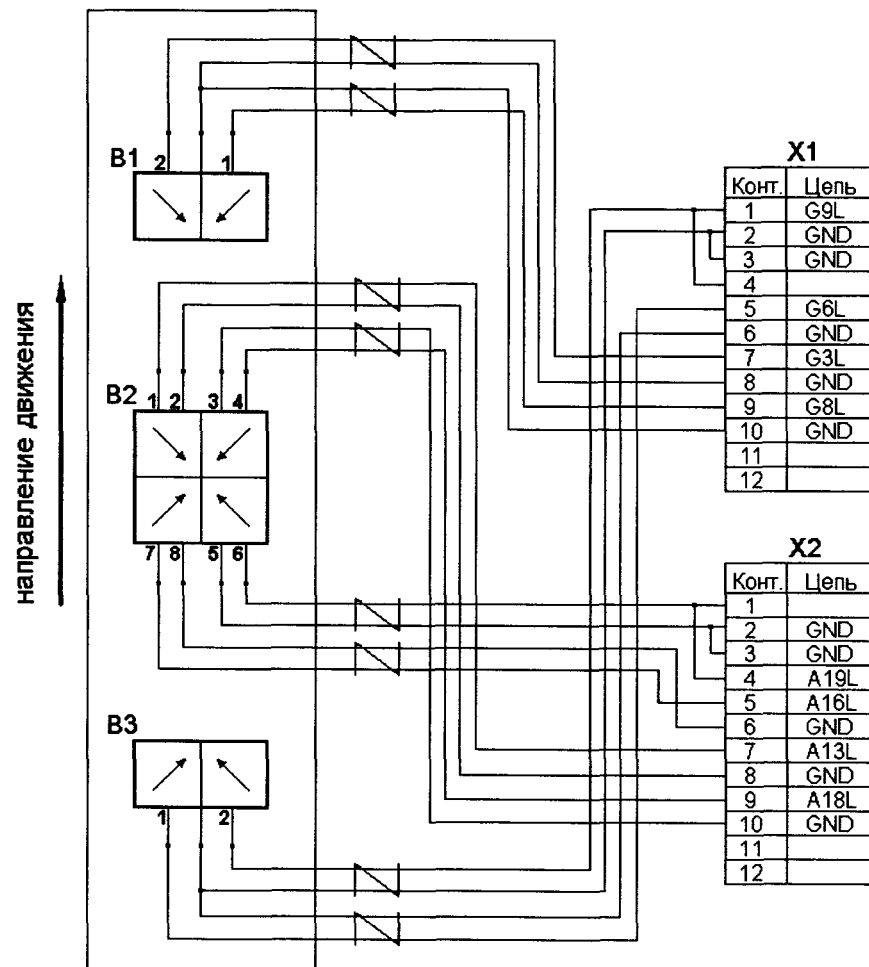 B1 2 1
X1
Конт. Цепь
1 G9L
2 GND
3 GND
4
5 G6L
6 GND
7 G3L
8 GND
9 G8L
10 GND
11
12
направление движения
B2 1 2 3 4
7 8 5 6
X2
Конт. Цепь
1
2 GND
3 GND
4 A19L
5 A16L
6 GND
7 A13L
8 GND
9 A18L
10 GND
11
12
B3
1 2